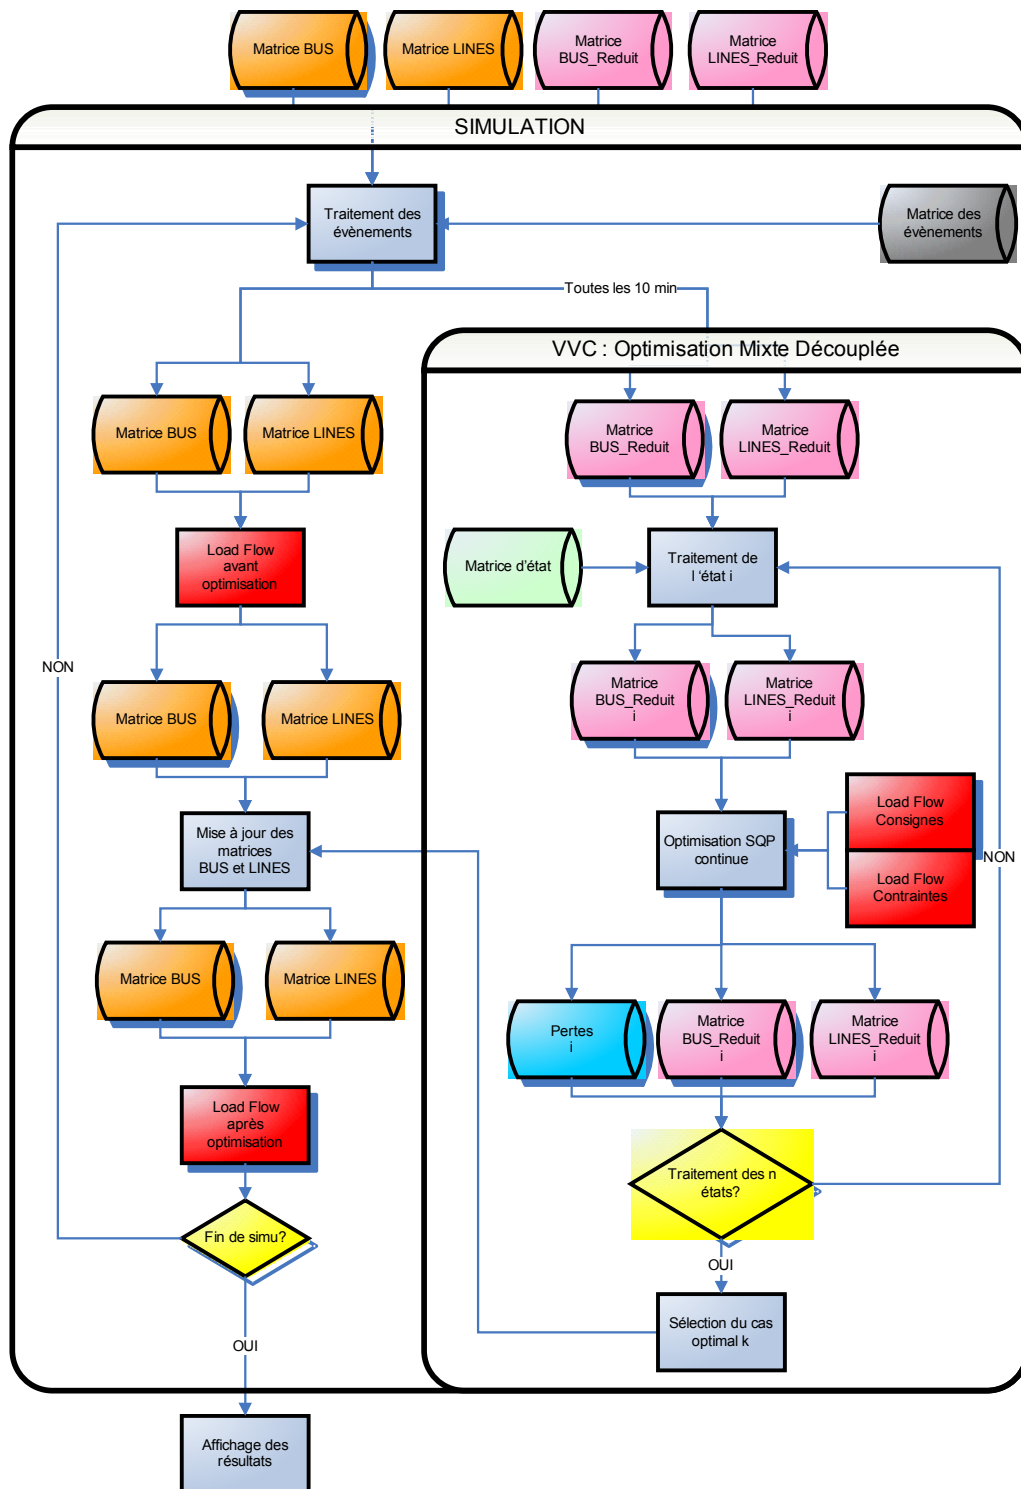 Matrice BUS
Matrice LINES
Matrice
BUS_Reduit
Matrice
LINES_Reduit
SIMULATION
Traitement des
évènements
Matrice des
évènements
Toutes les 10 min
VVC : Optimisation Mixte Découplée
Matrice BUS
Matrice LINES
Matrice
BUS_Reduit
Matrice
LINES_Reduit
Load Flow
avant
optimisation
Matrice d'état
Traitement de
l 'état i
NON
Matrice BUS
Matrice LINES
Matrice
BUS_Reduit
i
Matrice
LINES_Reduit
i
Mise à jour des
matrices
BUS et LINES
Optimisation SQP
continue
Load Flow
Consignes
Load Flow
Contraintes
NON
Matrice BUS
Matrice LINES
Pertes
i
Matrice
BUS_Reduit
i
Matrice
LINES_Reduit
i
Load Flow
après
optimisation
Traitement des n
états?
Fin de simu?
OUI
Sélection du cas
optimal k
OUI
Affichage des
résultats